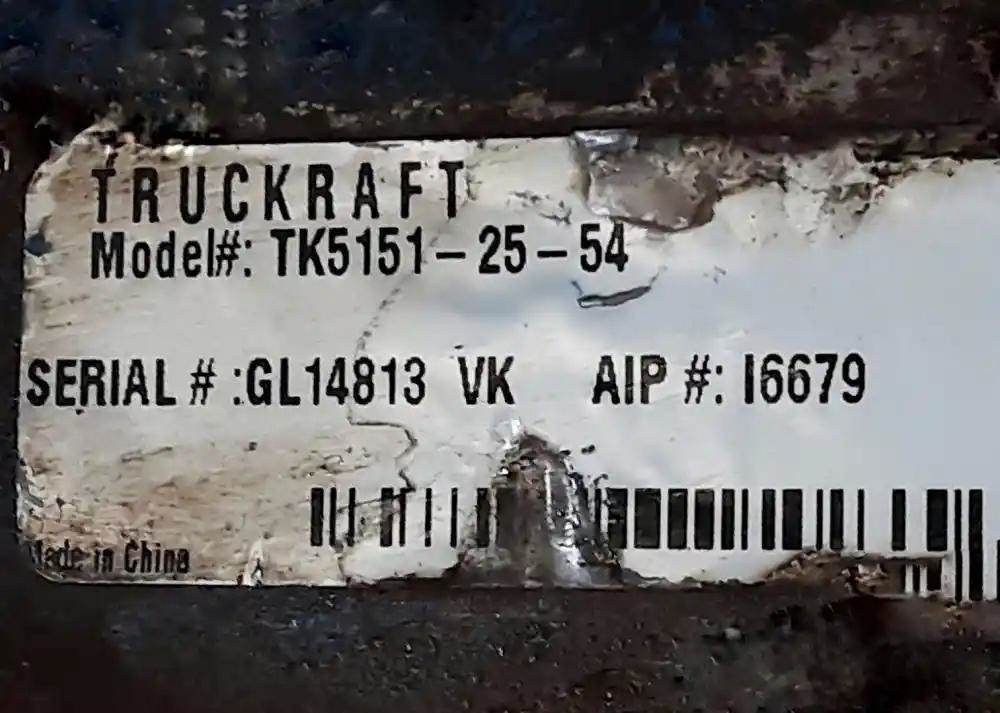 TRUCKRAFT
Model#: TK5151-25-54
SERIAL # :GL14813 VK AIP #: I6679
Made in China